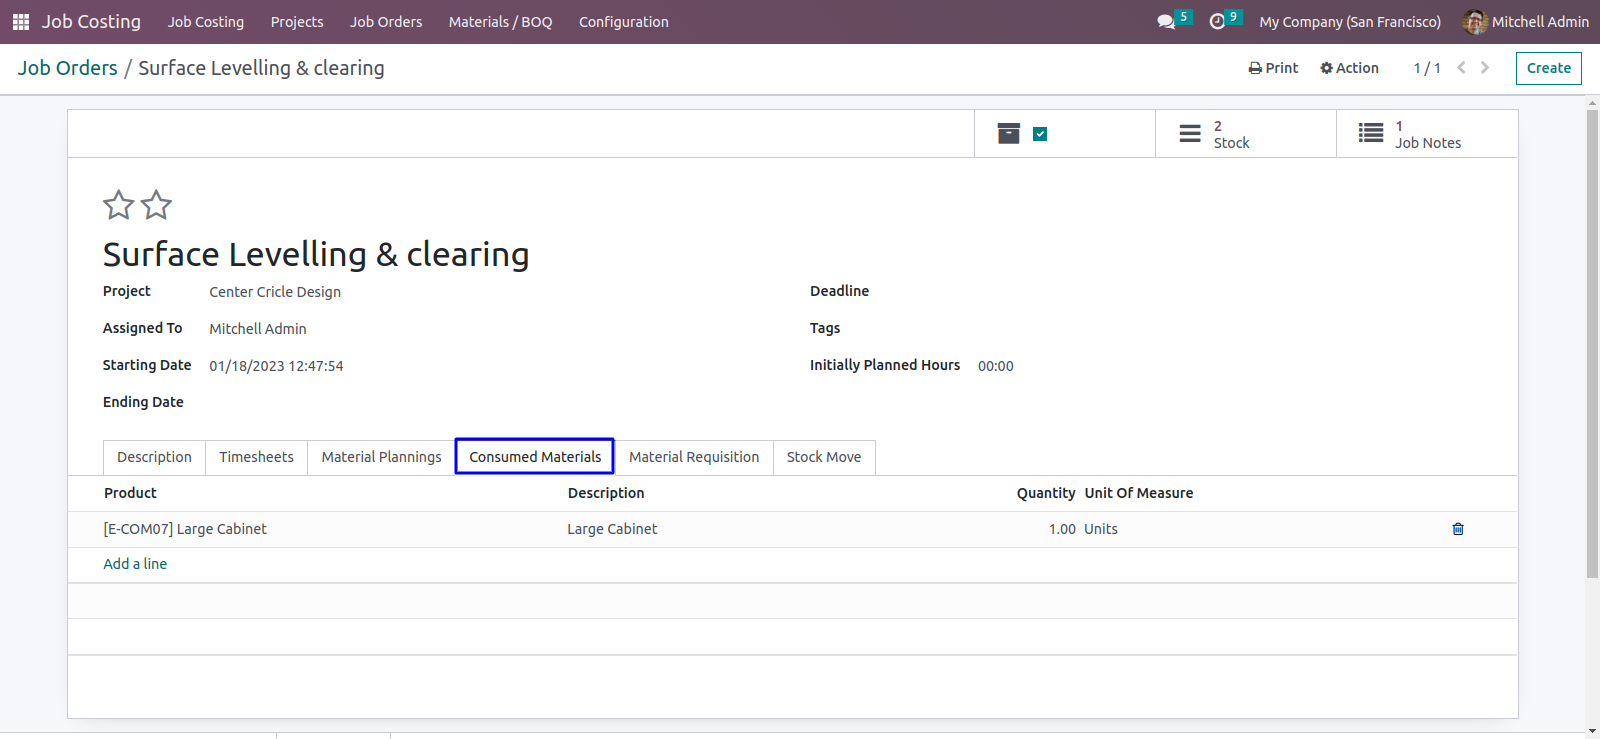 Job Costing Job Costing Projects Job Orders Materials / BOQ Configuration 5 9 My Company (San Francisco) Mitchell Admin
Job Orders / Surface Levelling & clearing Print Action 1 / 1 Create
2
Stock
1
Job Notes
Surface Levelling & clearing
Project Center Cricle Design Deadline
Assigned To Mitchell Admin Tags
Starting Date 01/18/2023 12:47:54 Initially Planned Hours 00:00
Ending Date
Description Timesheets Material Plannings Consumed Materials Material Requisition Stock Move
Product Description Quantity Unit Of Measure
[E-COM07] Large Cabinet Large Cabinet 1.00 Units
Add a line